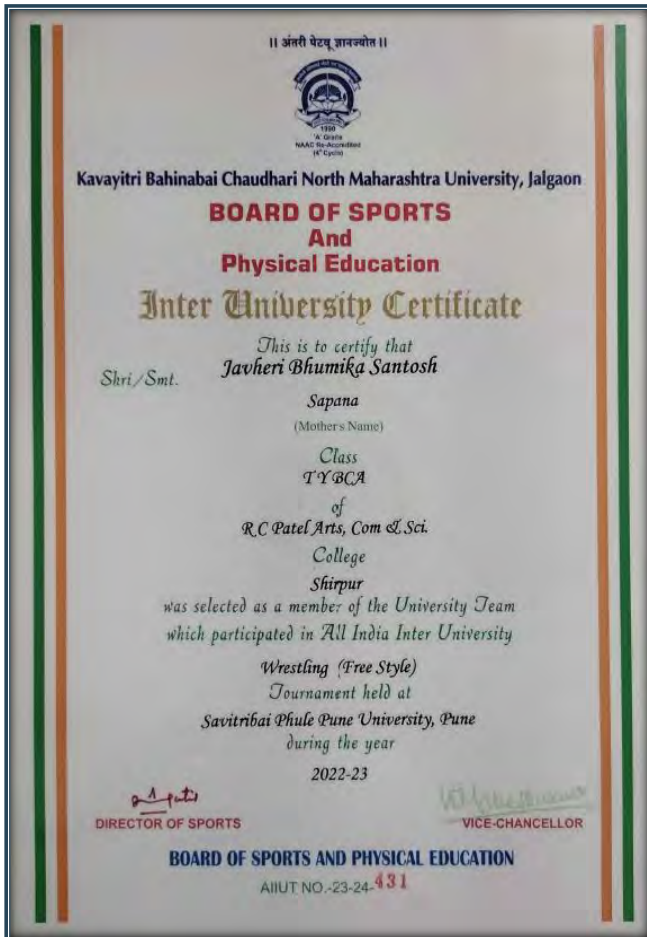 ॥ अंतरी पेटवू ज्ञानज्योत ॥
1990
'A' Grade
NAAC Re-Accredited
(4th Cycle)
Kavayitri Bahinabai Chaudhari North Maharashtra University, Jalgaon
BOARD OF SPORTS
And
Physical Education
Inter University Certificate
This is to certify that
Shri/Smt. Javheri Bhumika Santosh
Sapana
(Mother's Name)
Class
TYBCA
of
R.C Patel Arts, Com & Sci.
College
Shirpur
was selected as a member of the University Team
which participated in All India Inter University
Wrestling (Free Style)
Tournament held at
Savitribai Phule Pune University, Pune
during the year
2022-23
DIRECTOR OF SPORTS VICE-CHANCELLOR
BOARD OF SPORTS AND PHYSICAL EDUCATION
AIIUT NO.-23-24-431